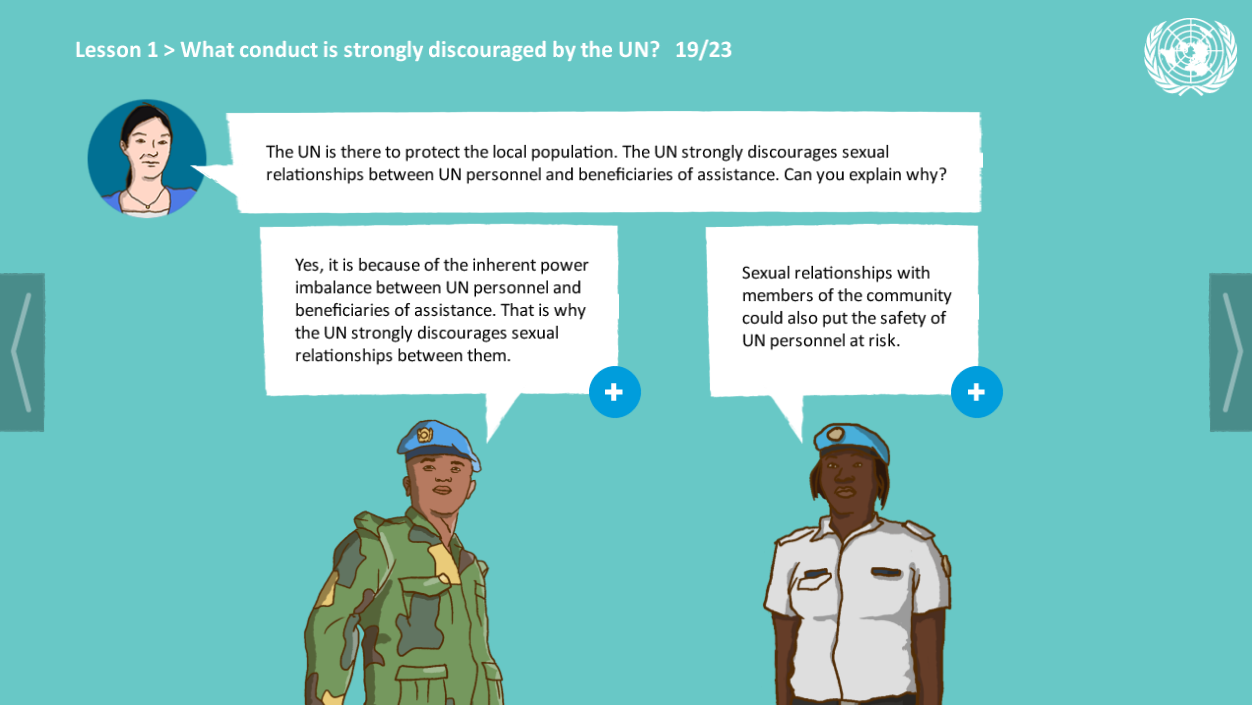 Lesson 1 > What conduct is strongly discouraged by the UN? 19/23
The UN is there to protect the local population. The UN strongly discourages sexual
relationships between UN personnel and beneficiaries of assistance. Can you explain why?
Yes, it is because of the inherent power
imbalance between UN personnel and
beneficiaries of assistance. That is why
the UN strongly discourages sexual
relationships between them.
Sexual relationships with
members of the community
could also put the safety of
UN personnel at risk.